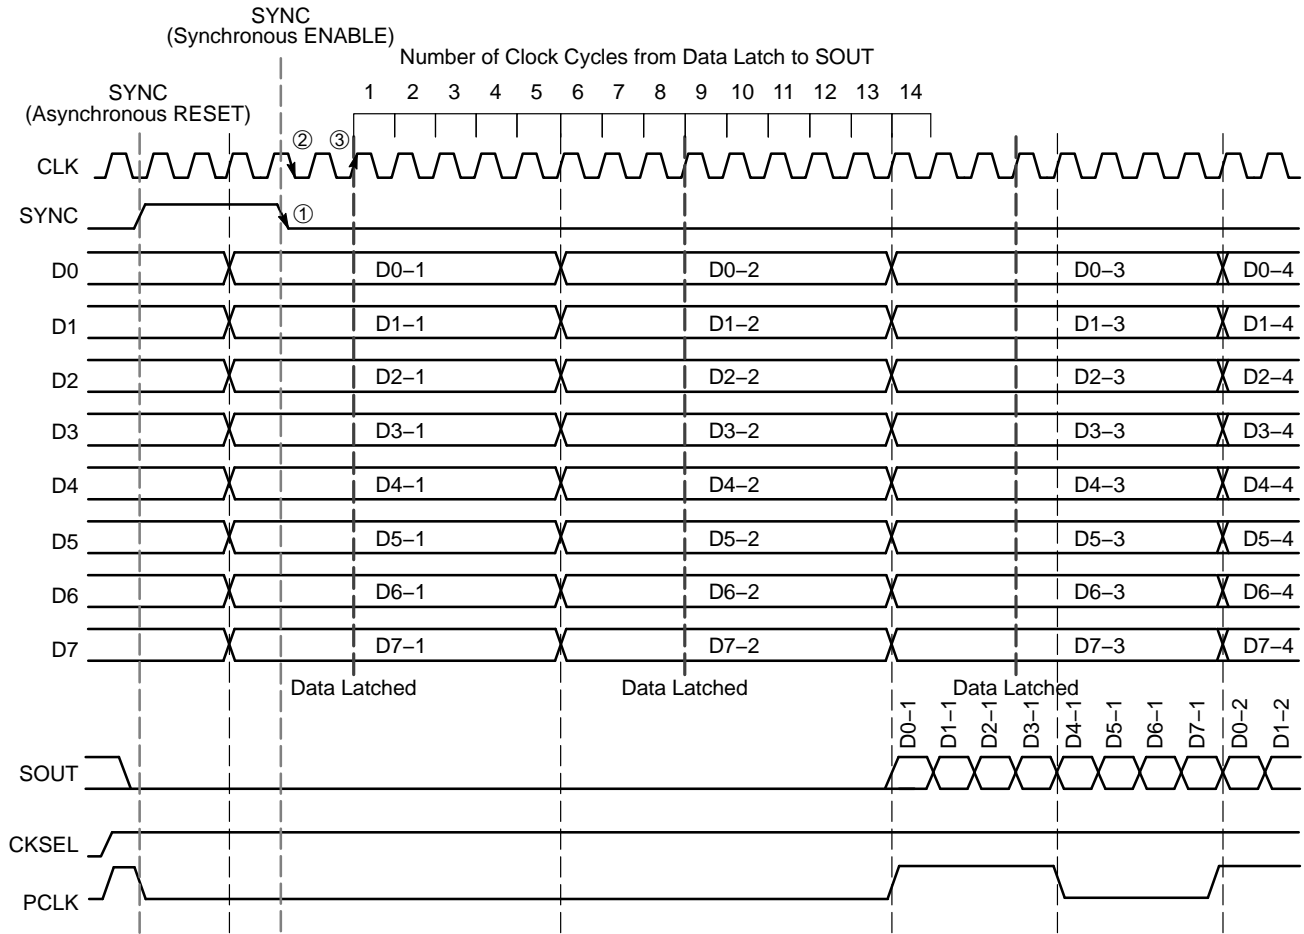 SYNC
(Synchronous ENABLE)
Number of Clock Cycles from Data Latch to SOUT
SYNC
(Asynchronous RESET)
1 2 3 4 5 6 7 8 9 10 11 12 13 14
② ③
CLK
SYNC ①
D0 D0–1 D0–2 D0–3 D0–4
D1 D1–1 D1–2 D1–3 D1–4
D2 D2–1 D2–2 D2–3 D2–4
D3 D3–1 D3–2 D3–3 D3–4
D4 D4–1 D4–2 D4–3 D4–4
D5 D5–1 D5–2 D5–3 D5–4
D6 D6–1 D6–2 D6–3 D6–4
D7 D7–1 D7–2 D7–3 D7–4
Data Latched Data Latched Data Latched
D0–1 D1–1 D2–1 D3–1 D4–1 D5–1 D6–1 D7–1 D0–2 D1–2
SOUT
CKSEL
PCLK